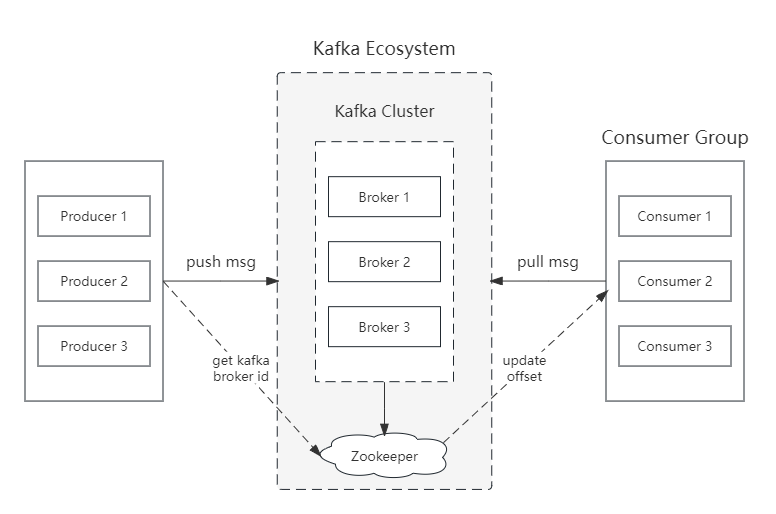 Kafka Ecosystem
Kafka Cluster
Consumer Group
Producer 1
Producer 2
Producer 3
push msg
Broker 1
Broker 2
Broker 3
pull msg
Consumer 1
Consumer 2
Consumer 3
get kafka
broker id
update
offset
Zookeeper